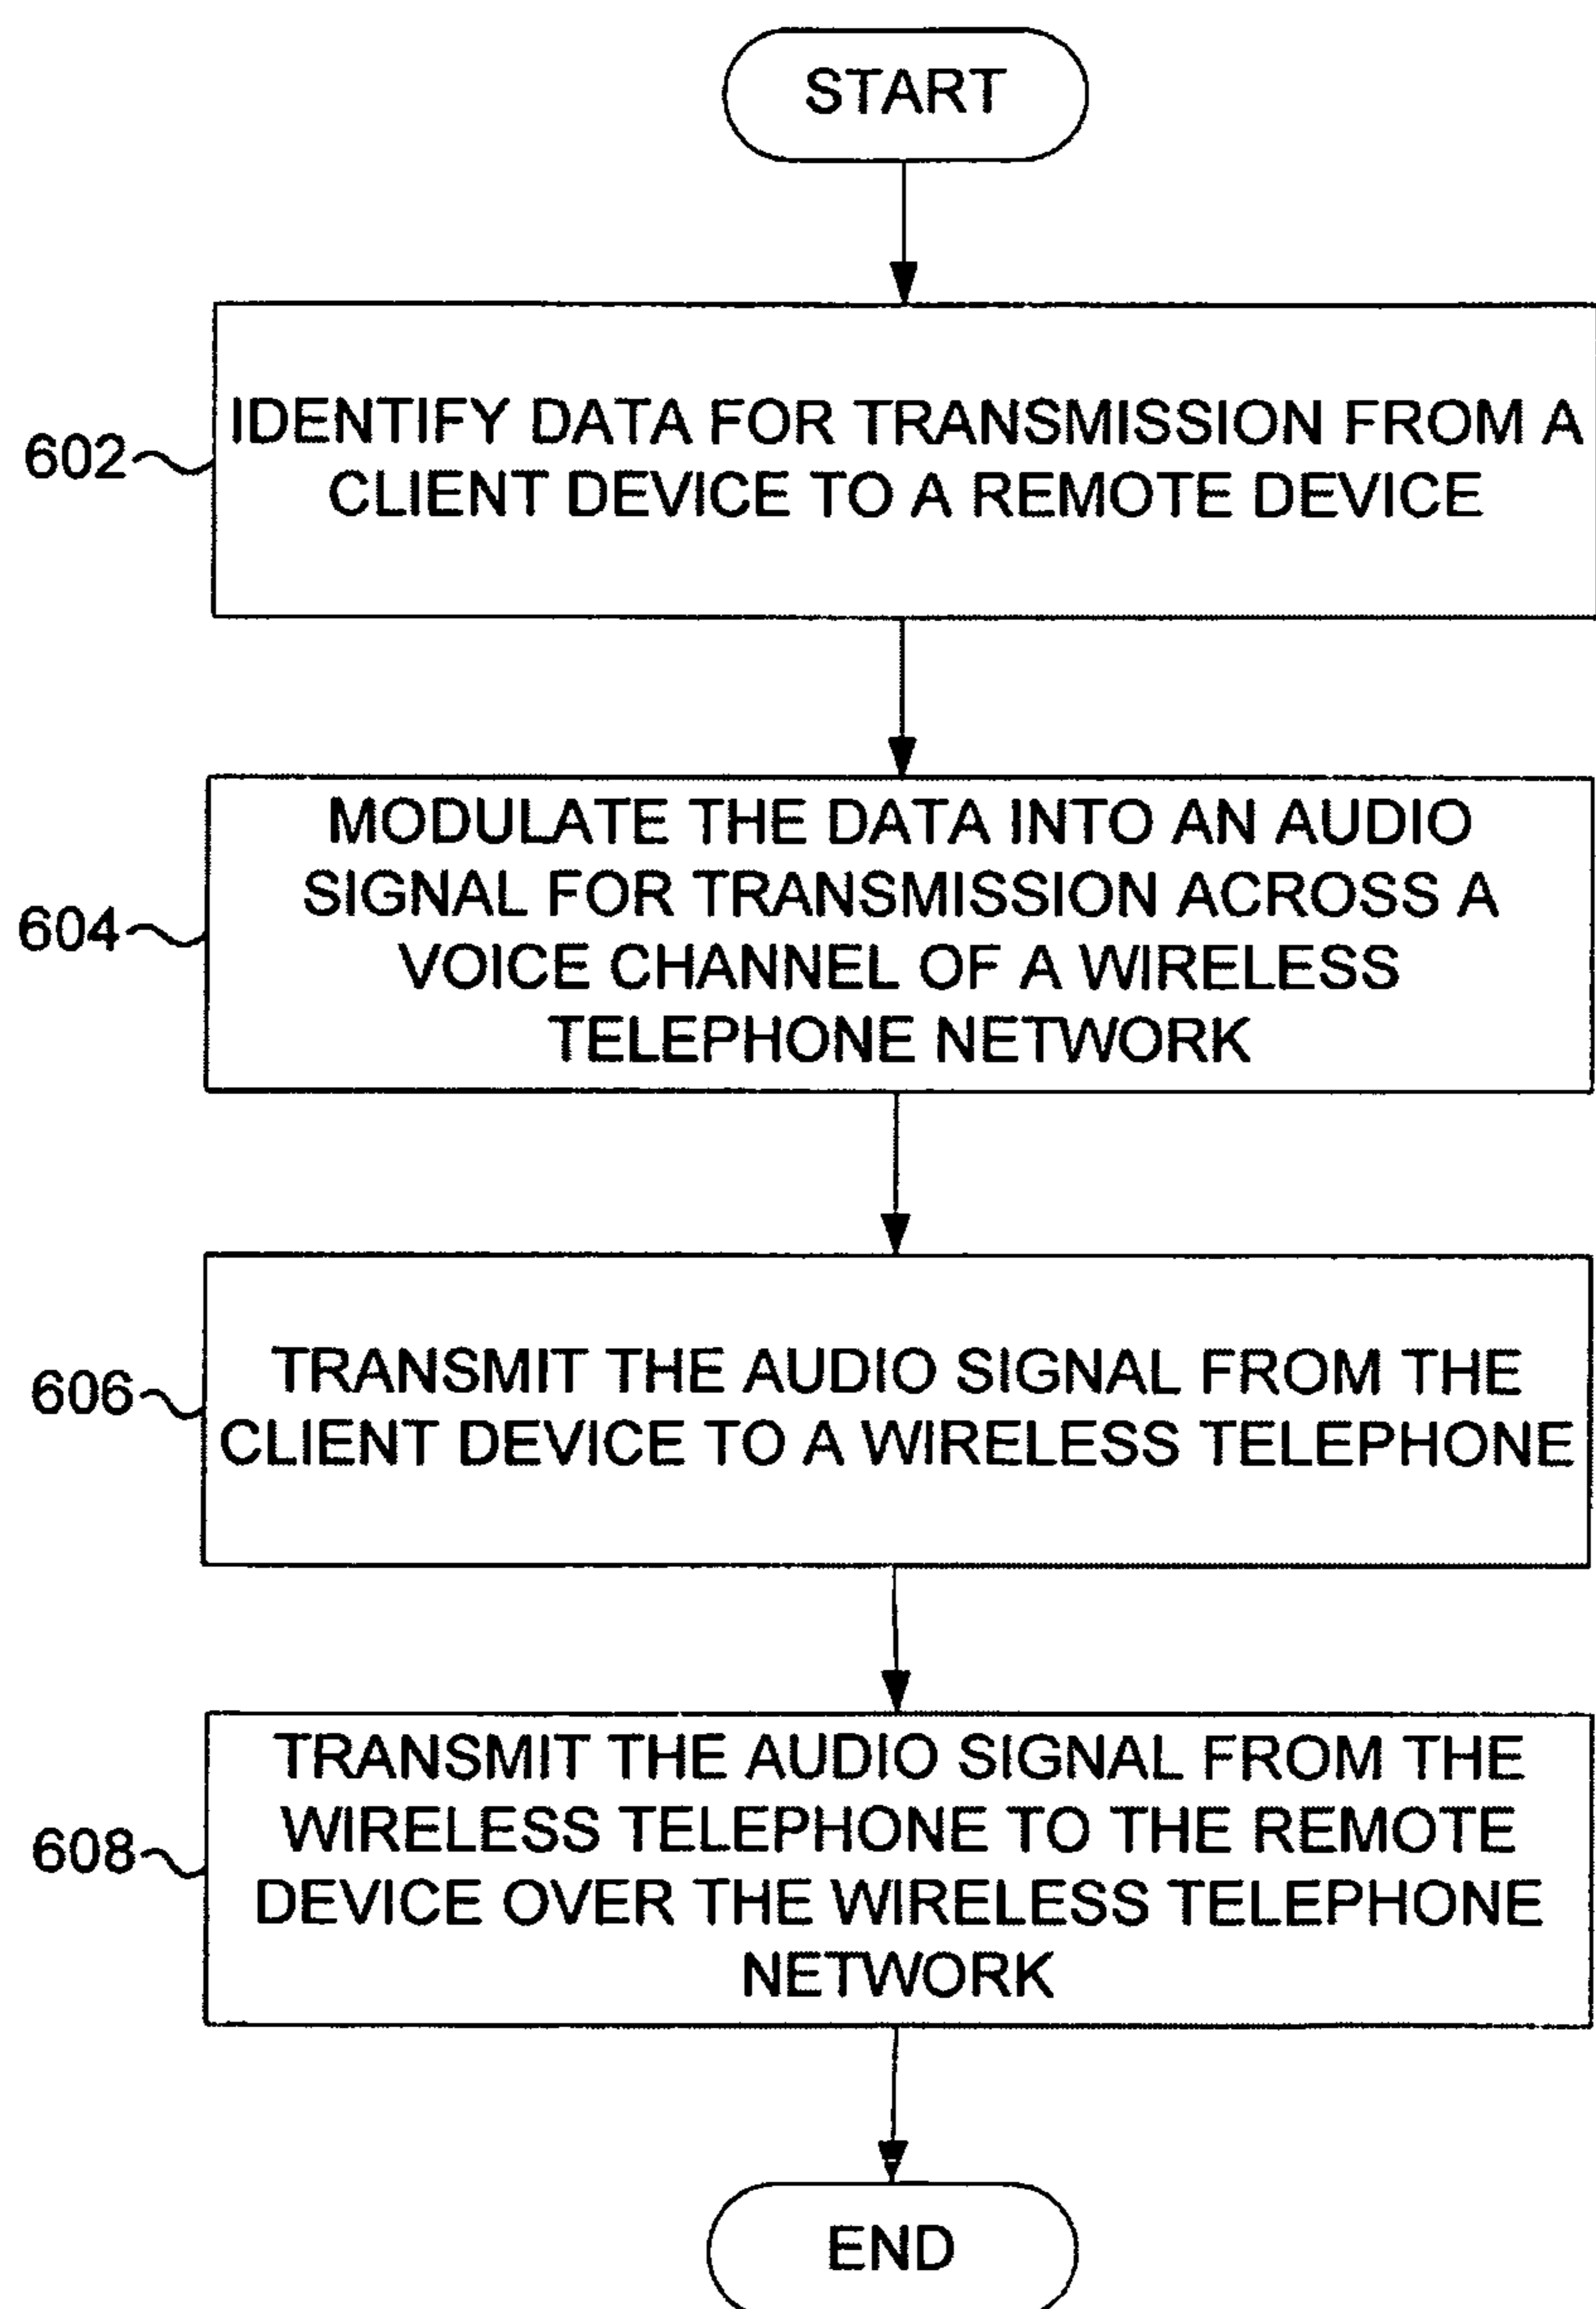 START
602
IDENTIFY DATA FOR TRANSMISSION FROM A
CLIENT DEVICE TO A REMOTE DEVICE
604
MODULATE THE DATA INTO AN AUDIO
SIGNAL FOR TRANSMISSION ACROSS A
VOICE CHANNEL OF A WIRELESS
TELEPHONE NETWORK
606
TRANSMIT THE AUDIO SIGNAL FROM THE
CLIENT DEVICE TO A WIRELESS TELEPHONE
608
TRANSMIT THE AUDIO SIGNAL FROM THE
WIRELESS TELEPHONE TO THE REMOTE
DEVICE OVER THE WIRELESS TELEPHONE
NETWORK
END